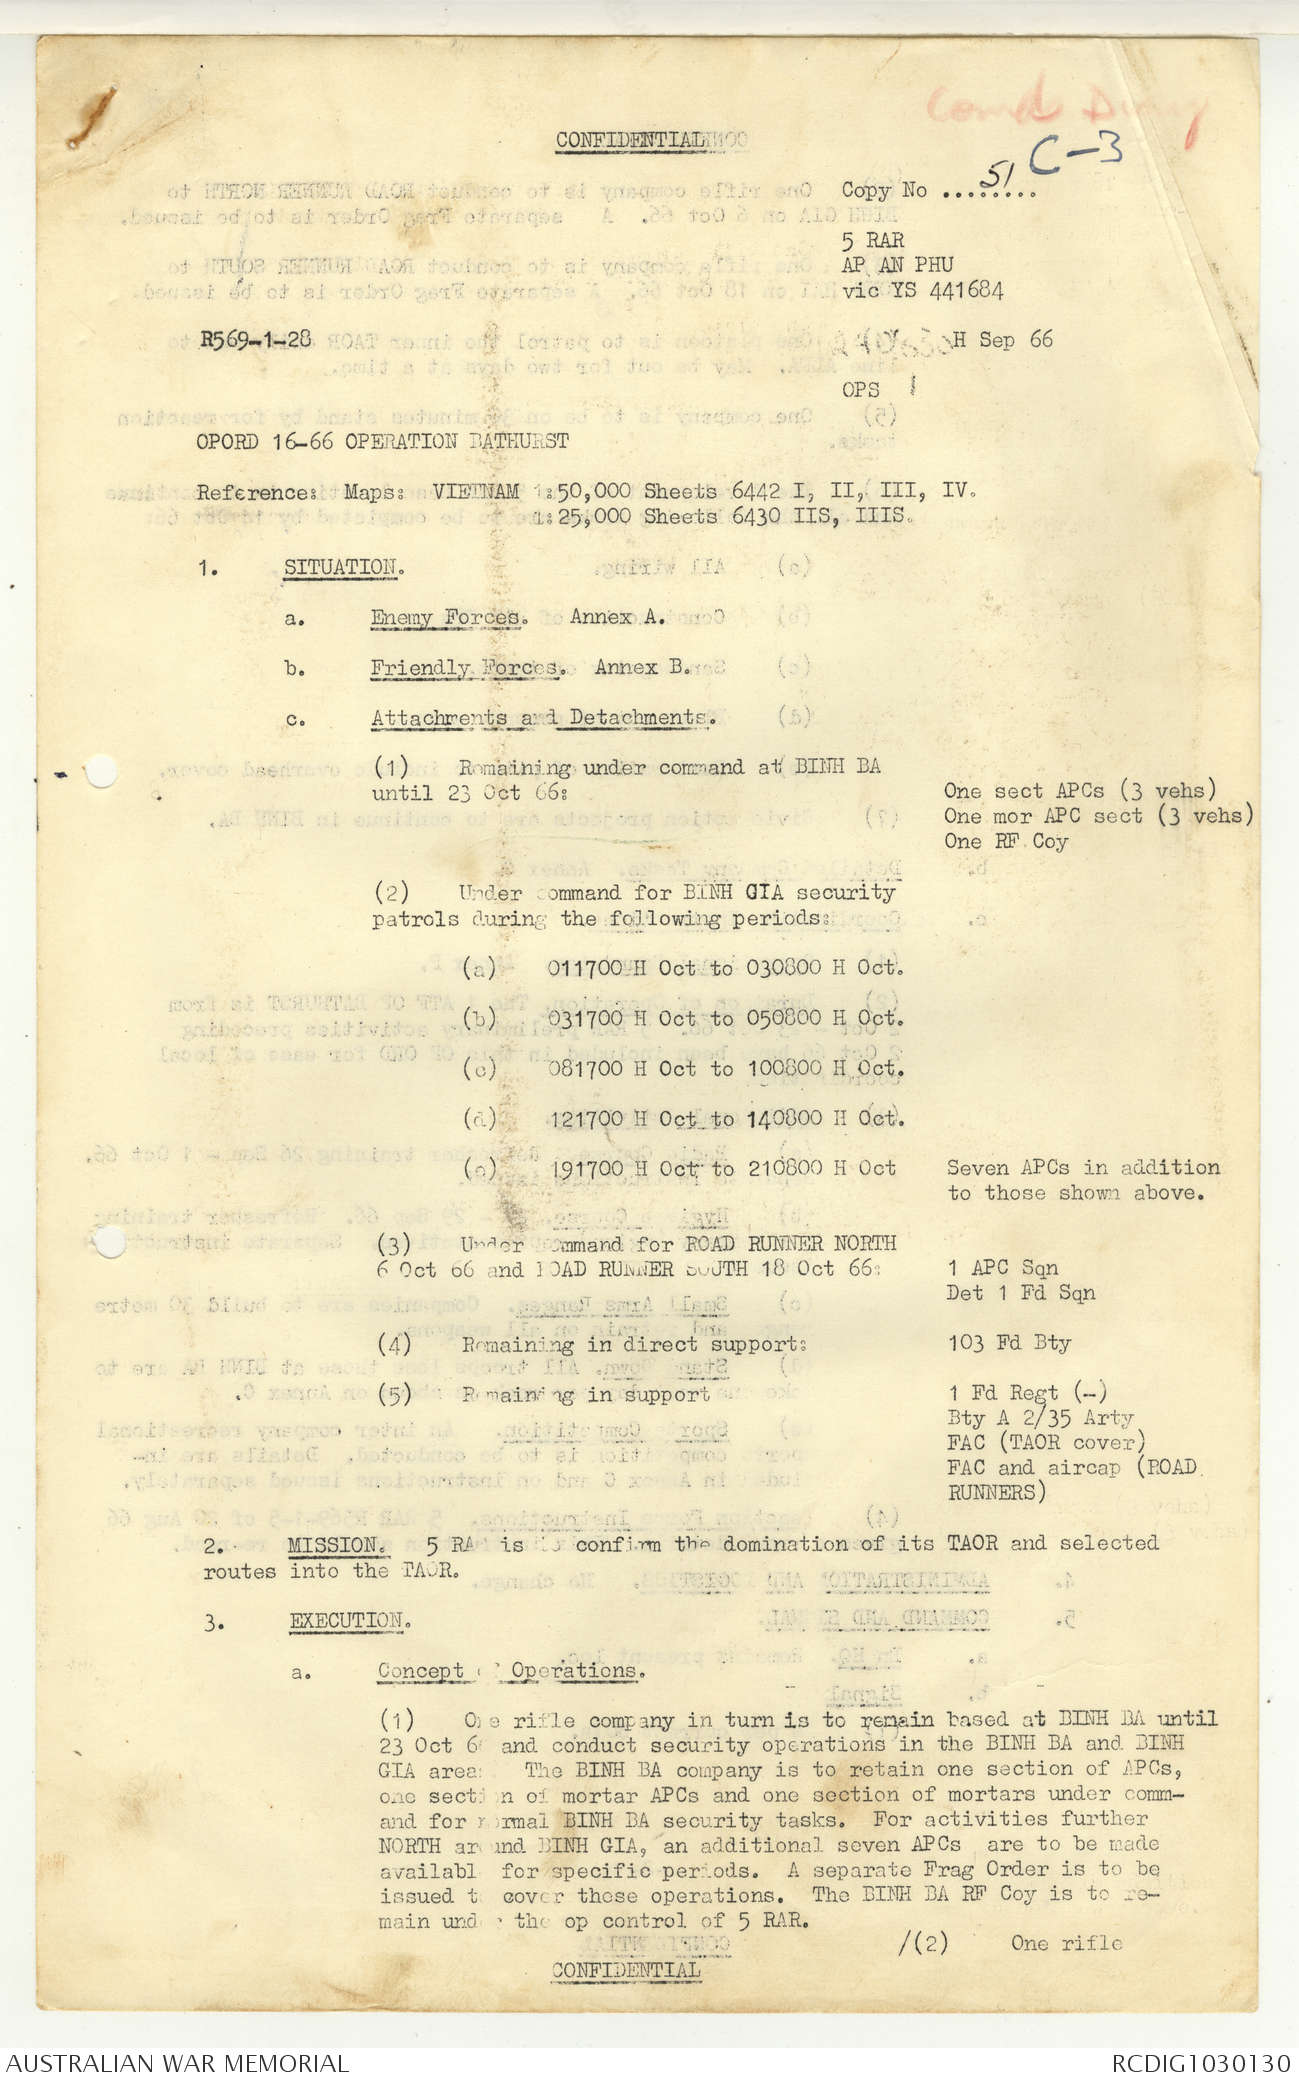 Comd Diary
CONFIDENTIAL
C-3
Copy No 51
5 RAR
AP AN PHU
vic YS 441684
R569-1-28
H Sep 66
OPS 1
OPORD 16-66 OPERATION BATHURST
References: Maps: VIETNAM 1:50,000 Sheets 6442 I, II, III, IV.
1:25,000 Sheets 6430 IIS, IIIS.
1. SITUATION.
a. Enemy Forces. Annex A.
b. Friendly Forces. Annex B.
c. Attachments and Detachments.
(1) Remaining under command at BINH BA
until 23 Oct 66:
One sect APCs (3 vehs)
One mor APC sect (3 vehs)
One RF Coy
(2) Under command for BINH GIA security
patrols during the following periods:
(a) 011700 H Oct to 030800 H Oct.
(b) 031700 H Oct to 050800 H Oct.
(c) 081700 H Oct to 100800 H Oct.
(d) 121700 H Oct to 140800 H Oct.
(e) 191700 H Oct to 210800 H Oct
Seven APCs in addition
to those shown above.
(3) Under command for ROAD RUNNER NORTH
6 Oct 66 and ROAD RUNNER SOUTH 18 Oct 66:
1 APC Sqn
Det 1 Fd Sqn
(4) Remaining in direct support:
103 Fd Bty
(5) Remaining in support
1 Fd Regt (-)
Bty A 2/35 Arty
FAC (TAOR cover)
FAC and aircap (ROAD
RUNNERS)
2. MISSION. 5 RAR is to confirm the domination of its TAOR and selected
routes into the TAOR.
3. EXECUTION.
a. Concept of Operations.
(1) One rifle company in turn is to remain based at BINH BA until
23 Oct 66 and conduct security operations in the BINH BA and BINH
GIA areas. The BINH BA company is to retain one section of APCs,
one section of mortar APCs and one section of mortars under comm-
and for normal BINH BA security tasks. For activities further
NORTH around BINH GIA, an additional seven APCs are to be made
available for specific periods. A separate Frag Order is to be
issued to cover these operations. The BINH BA RF Coy is to re-
main under the op control of 5 RAR.
/(2) One rifle
CONFIDENTIAL
AUSTRALIAN WAR MEMORIAL
RCDIG1030130